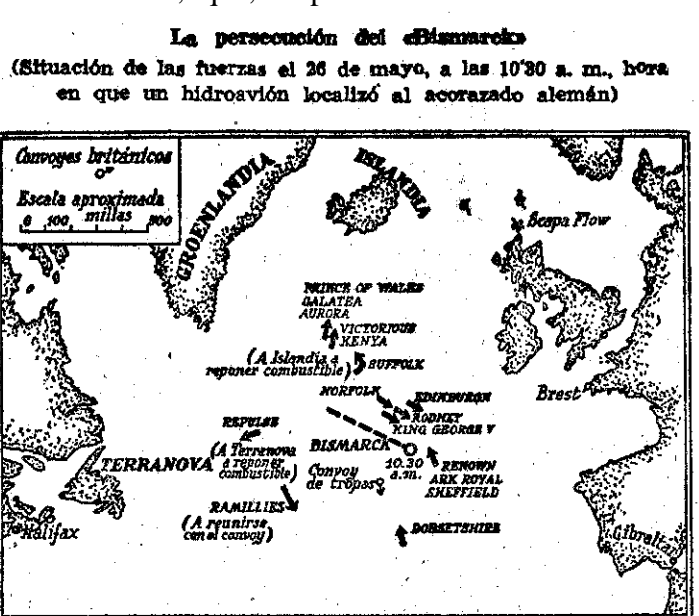 La persecución del «Bismarck»
(Situación de las fuerzas el 26 de mayo, a las 10'30 a. m., hora
en que un hidroavión localizó al acorazado alemán)
Convoyes británicos
Escala aproximada
0 100 millas 500
GROENLANDIA
ISLANDIA
Scapa Flow
PRINCE OF WALES
GALATEA
AURORA
VICTORIOUS
KENYA
(A Islandia a
reponer combustible)
SUFFOLK
NORFOLK
EDINBURGH
Brest
RODNEY
KING GEORGE V
REPULSE
(A Terranova
a reponer
combustible)
TERRANOVA
BISMARCK
10.30
a.m.
Convoy
de tropas
RENOWN
ARK ROYAL
SHEFFIELD
RAMILLIES
(A reunirse
con el convoy)
Halifax
DORSETSHIRE
Gibraltar